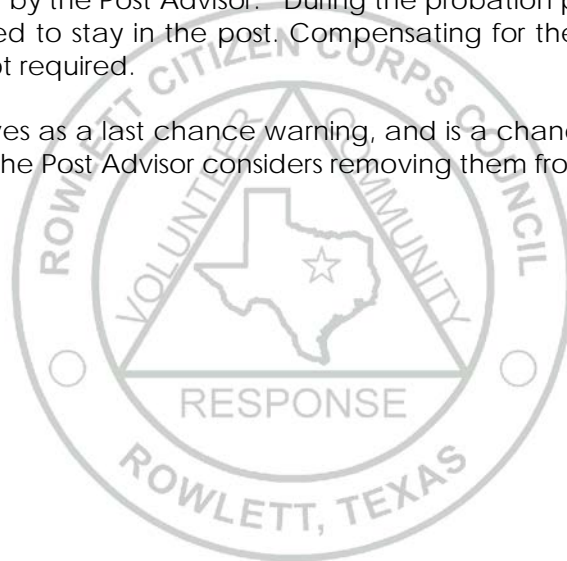 by the Post Advisor. During the probation p
ed to stay in the post. Compensating for the
ot required.
ves as a last chance warning, and is a chanc
he Post Advisor considers removing them fro
ROWLETT CITIZEN CORPS COUNCIL
VOLUNTEER
COMMUNITY
RESPONSE
ROWLETT, TEXAS